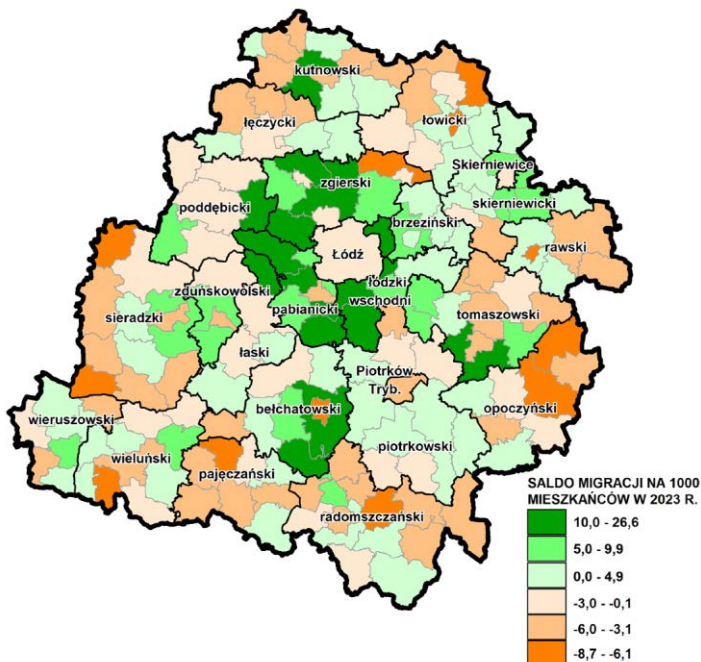 kutnowski
łęczycki
łowicki
Skierniewice
skierniewicki
zgierski
poddębicki
brzeziński
rawski
Łódź
łódzki
wschodni
zduńskowolski
sieradzki
pabianicki
tomaszowski
łaski
Piotrków
Tryb.
opoczyński
bełchatowski
wieruszowski
wieluński
pajęczański
piotrkowski
radomszczański
SALDO MIGRACJI NA 1000
MIESZKAŃCÓW W 2023 R.
10,0 - 26,6
5,0 - 9,9
0,0 - 4,9
-3,0 - -0,1
-6,0 - -3,1
-8,7 - -6,1